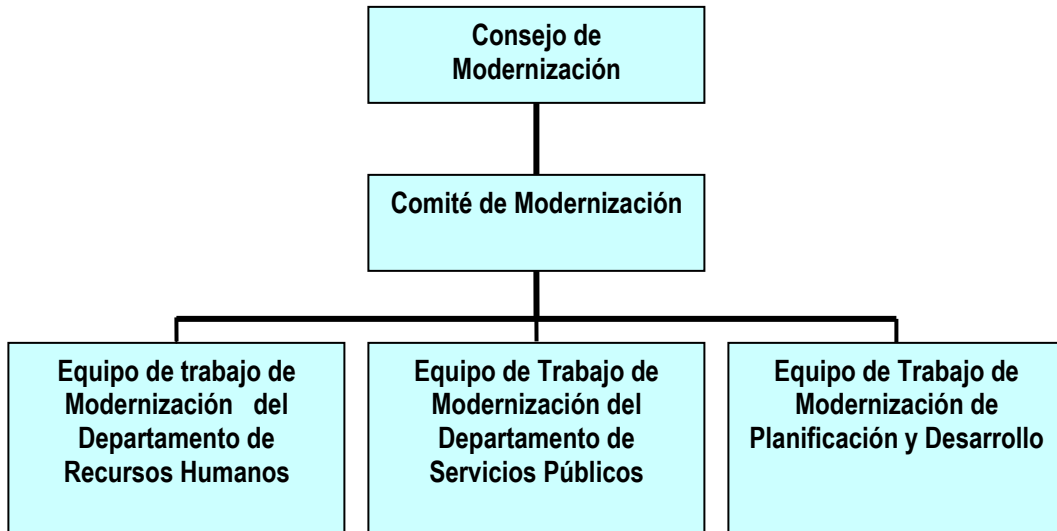 Consejo de
Modernización
Comité de Modernización
Equipo de trabajo de
Modernización del
Departamento de
Recursos Humanos
Equipo de Trabajo de
Modernización del
Departamento de
Servicios Públicos
Equipo de Trabajo de
Modernización de
Planificación y Desarrollo